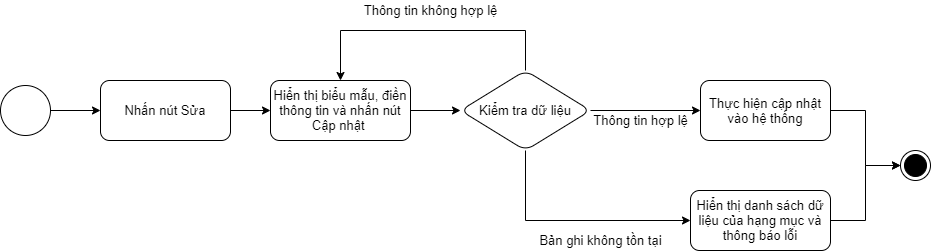 Thông tin không hợp lệ
Nhấn nút Sửa
Hiển thị biểu mẫu, điền
thông tin và nhấn nút
Cập nhật
Kiểm tra dữ liệu
Thông tin hợp lệ
Thực hiện cập nhật
vào hệ thống
Bản ghi không tồn tại
Hiển thị danh sách dữ
liệu của hạng mục và
thông báo lỗi